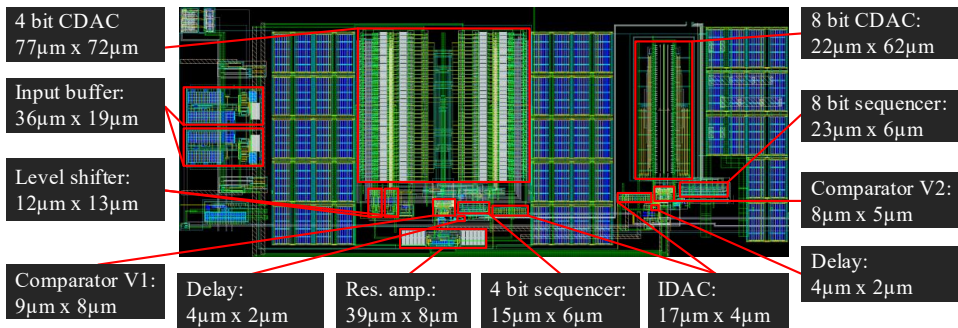 4 bit CDAC
77µm x 72µm
Input buffer:
36µm x 19µm
Level shifter:
12µm x 13µm
Comparator V1:
9µm x 8µm
Delay:
4µm x 2µm
Res. amp.:
39µm x 8µm
4 bit sequencer:
15µm x 6µm
IDAC:
17µm x 4µm
8 bit CDAC:
22µm x 62µm
8 bit sequencer:
23µm x 6µm
Comparator V2:
8µm x 5µm
Delay:
4µm x 2µm